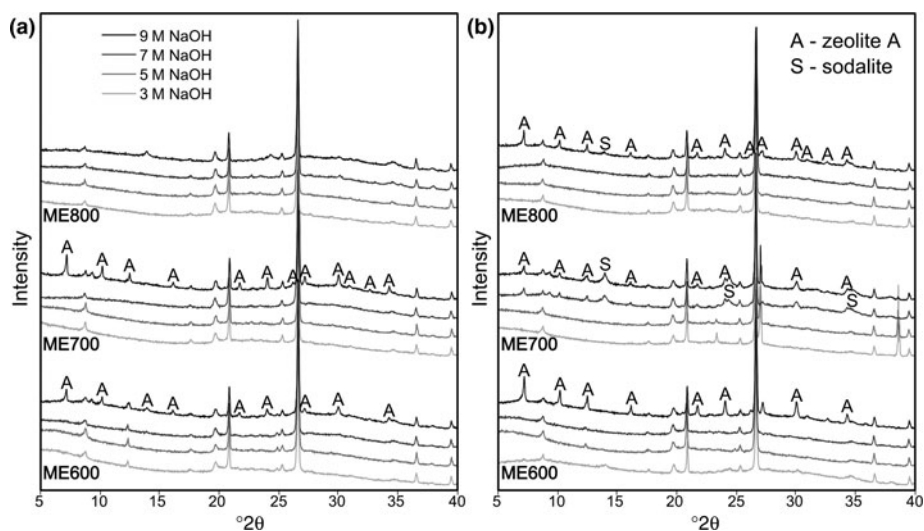 (a)
9 M NaOH
7 M NaOH
5 M NaOH
3 M NaOH
ME800
A A A A A A A A A A A A
ME700
A A A A A A A A A
ME600
Intensity
5 10 15 20 25 30 35 40
°2θ
(b)
A - zeolite A
S - sodalite
A A A S A A A A A A A A A
ME800
A A A S A A A S A A S
ME700
A A A A A A A A
ME600
Intensity
5 10 15 20 25 30 35 40
°2θ